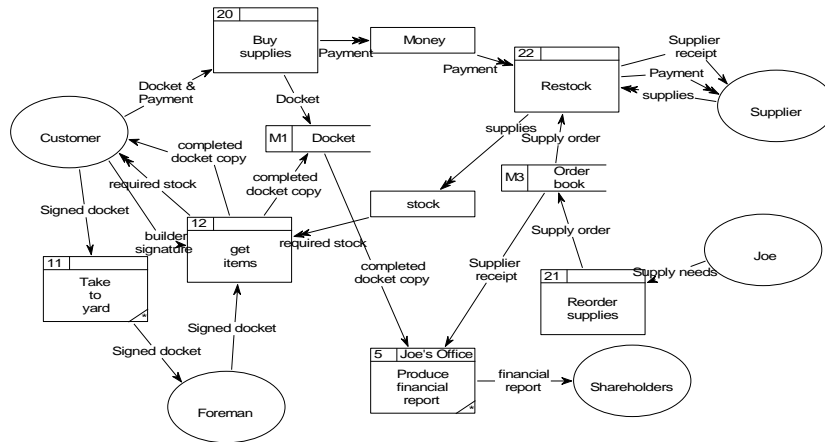 20
Buy
supplies
Payment
Money
Payment
22
Restock
Supplier
receipt
Payment
supplies
Supplier
Docket &
Payment
Docket
Customer
completed
docket copy
M1
Docket
supplies
Supply order
completed
docket copy
M3
Order
book
required stock
stock
Signed docket
builder
signature
12
get
items
required stock
Supply order
Joe
11
Take
to
yard
*
completed
docket copy
Supplier
receipt
21
Reorder
supplies
Supply needs
Signed docket
Signed docket
5
Joe's Office
Produce
financial
report
*
financial
report
Shareholders
Foreman